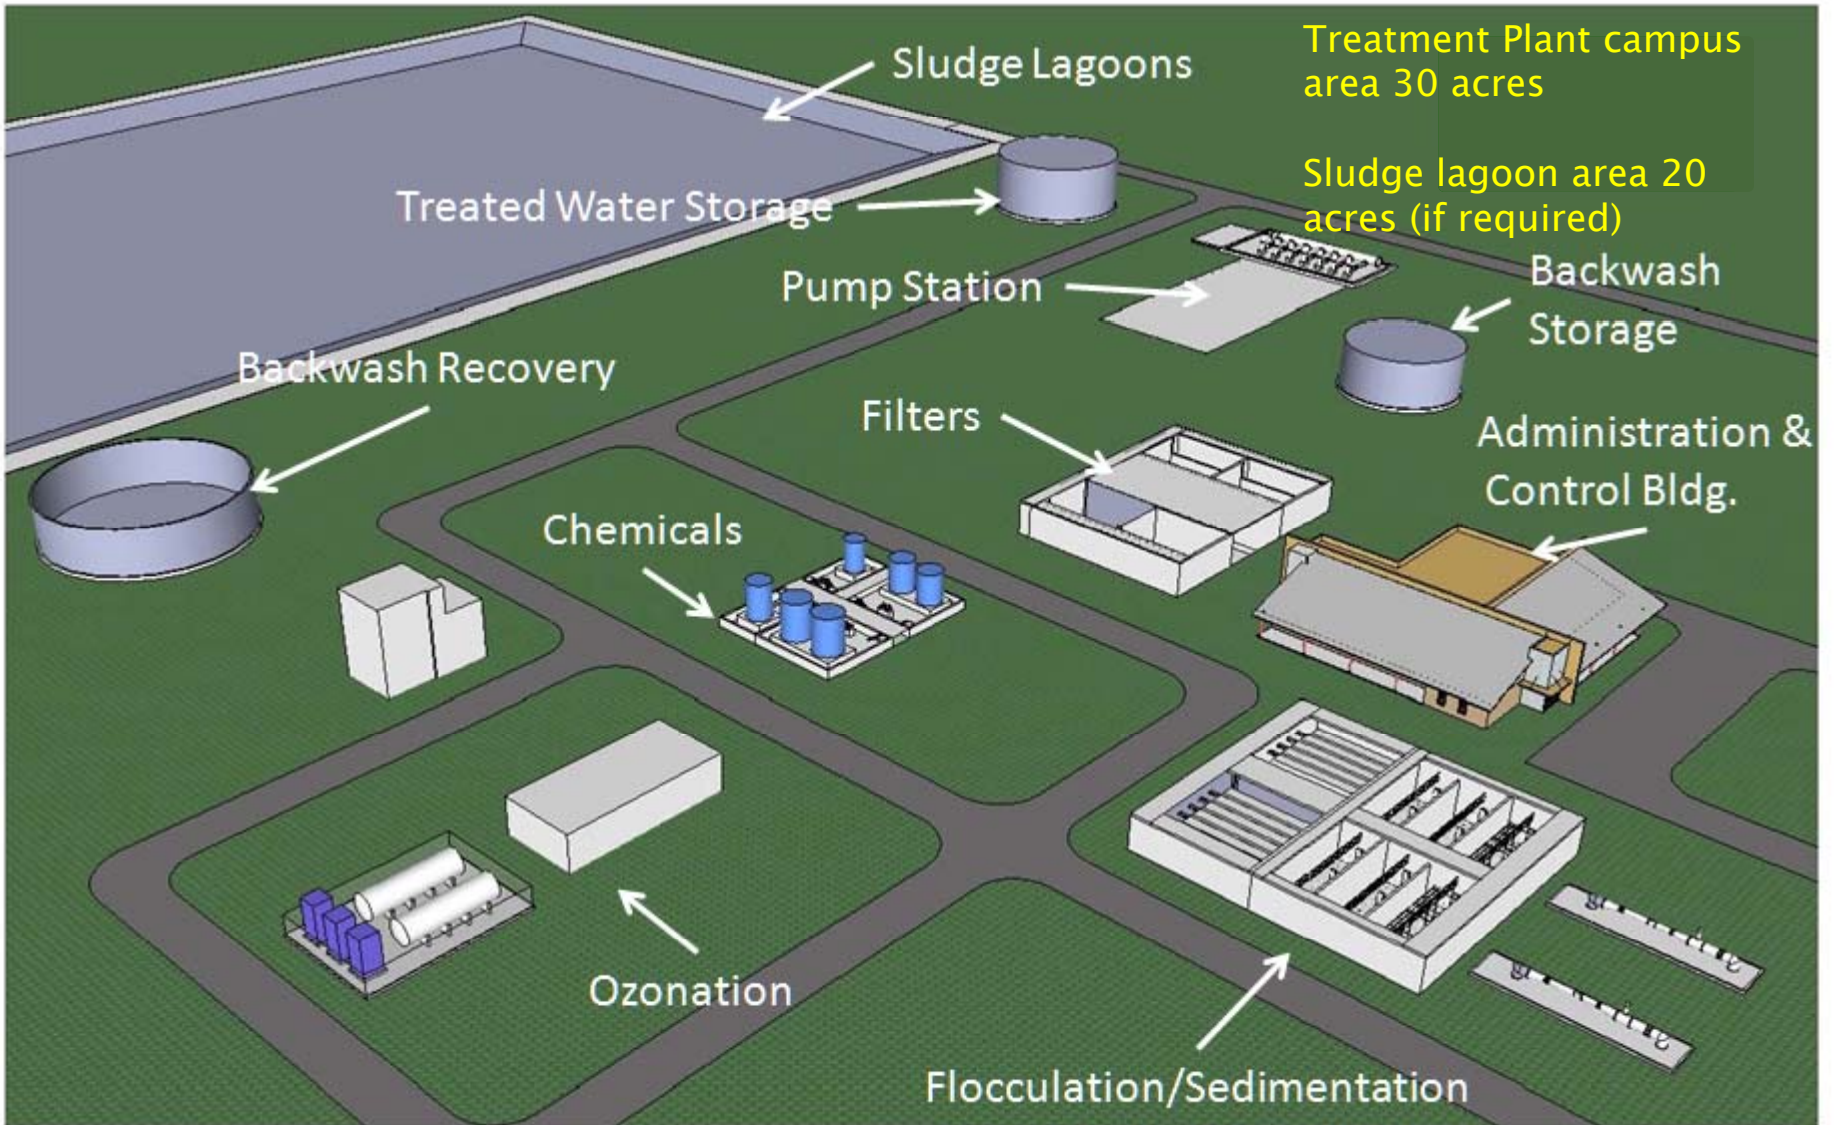 Treatment Plant campus
area 30 acres
Sludge lagoon area 20
acres (if required)
Sludge Lagoons
Treated Water Storage
Pump Station
Backwash
Storage
Backwash Recovery
Filters
Administration &
Control Bldg.
Chemicals
Ozonation
Flocculation/Sedimentation